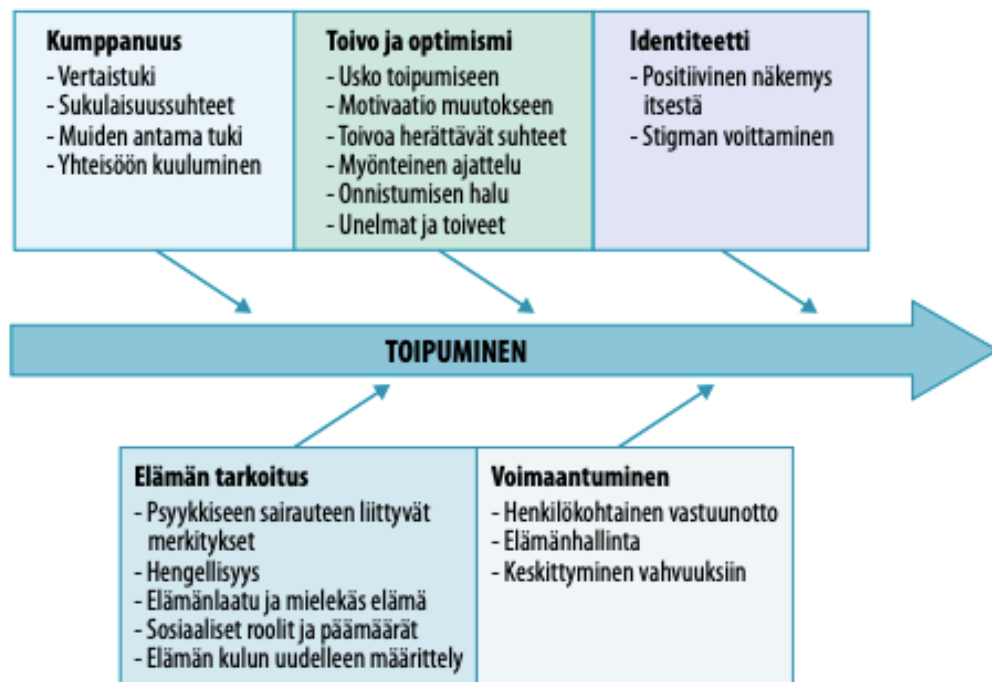 Kumppanuus
- Vertaistuki
- Sukulaisuussuhteet
- Muiden antama tuki
- Yhteisöön kuuluminen
Toivo ja optimismi
- Usko toipumiseen
- Motivaatio muutokseen
- Toivoa herättävät suhteet
- Myönteinen ajattelu
- Onnistumisen halu
- Unelmat ja toiveet
Identiteetti
- Positiivinen näkemys
itsestä
- Stigman voittaminen
TOIPUMINEN
Elämän tarkoitus
- Psyykkiseen sairauteen liittyvät
merkitykset
- Hengellisyys
- Elämänlaatu ja mielekäs elämä
- Sosiaaliset roolit ja päämäärät
- Elämän kulun uudelleen määrittely
Voimaantuminen
- Henkilökohtainen vastuunotto
- Elämänhallinta
- Keskittyminen vahvuuksiin